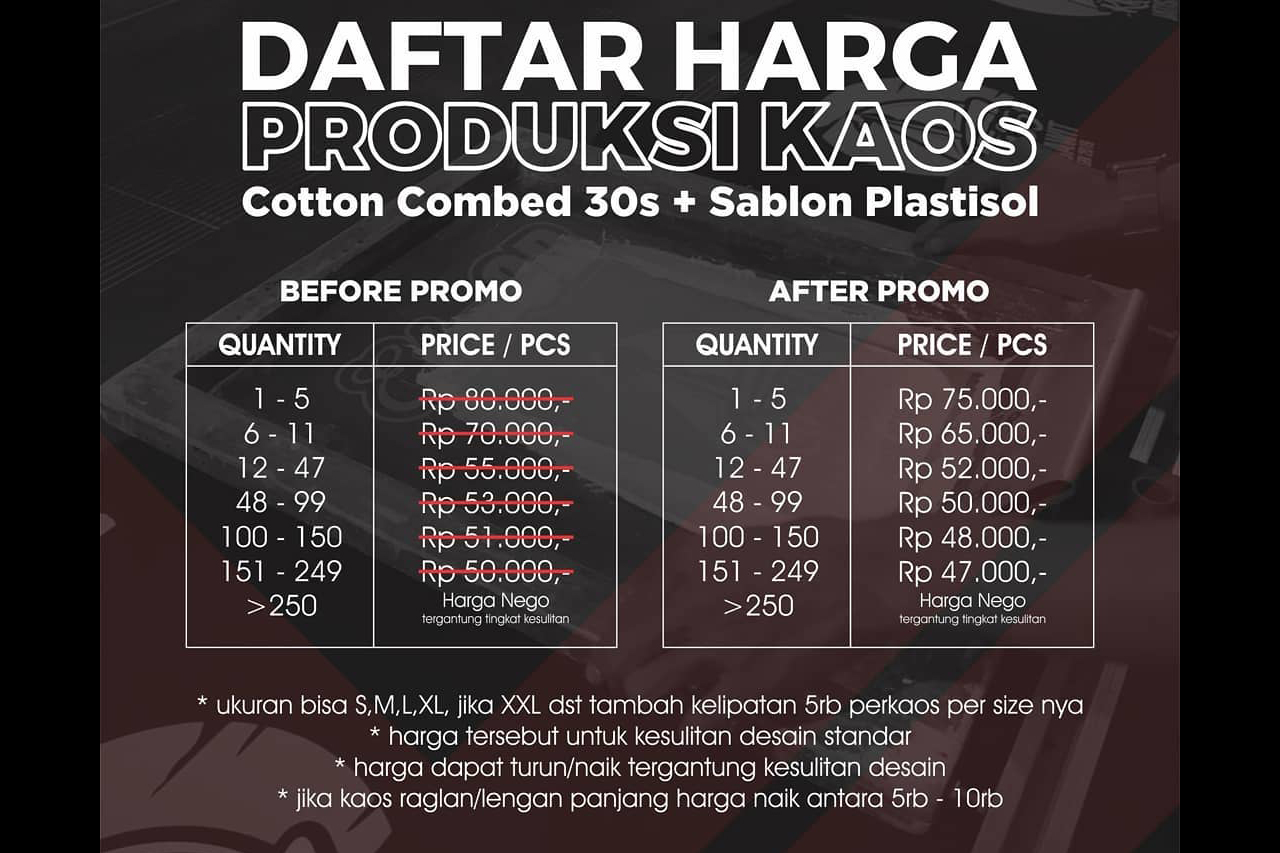 DAFTAR HARGA
PRODUKSI KAOS
Cotton Combed 30s + Sablon Plastisol
BEFORE PROMO
QUANTITY PRICE / PCS
1 - 5 Rp 80.000,-
6 - 11 Rp 70.000,-
12 - 47 Rp 55.000,-
48 - 99 Rp 53.000,-
100 - 150 Rp 51.000,-
151 - 249 Rp 50.000,-
>250 Harga Nego
tergantung tingkat kesulitan
AFTER PROMO
QUANTITY PRICE / PCS
1 - 5 Rp 75.000,-
6 - 11 Rp 65.000,-
12 - 47 Rp 52.000,-
48 - 99 Rp 50.000,-
100 - 150 Rp 48.000,-
151 - 249 Rp 47.000,-
>250 Harga Nego
tergantung tingkat kesulitan
* ukuran bisa S,M,L,XL, jika XXL dst tambah kelipatan 5rb perkaos per size nya
* harga tersebut untuk kesulitan desain standar
* harga dapat turun/naik tergantung kesulitan desain
* jika kaos raglan/lengan panjang harga naik antara 5rb - 10rb